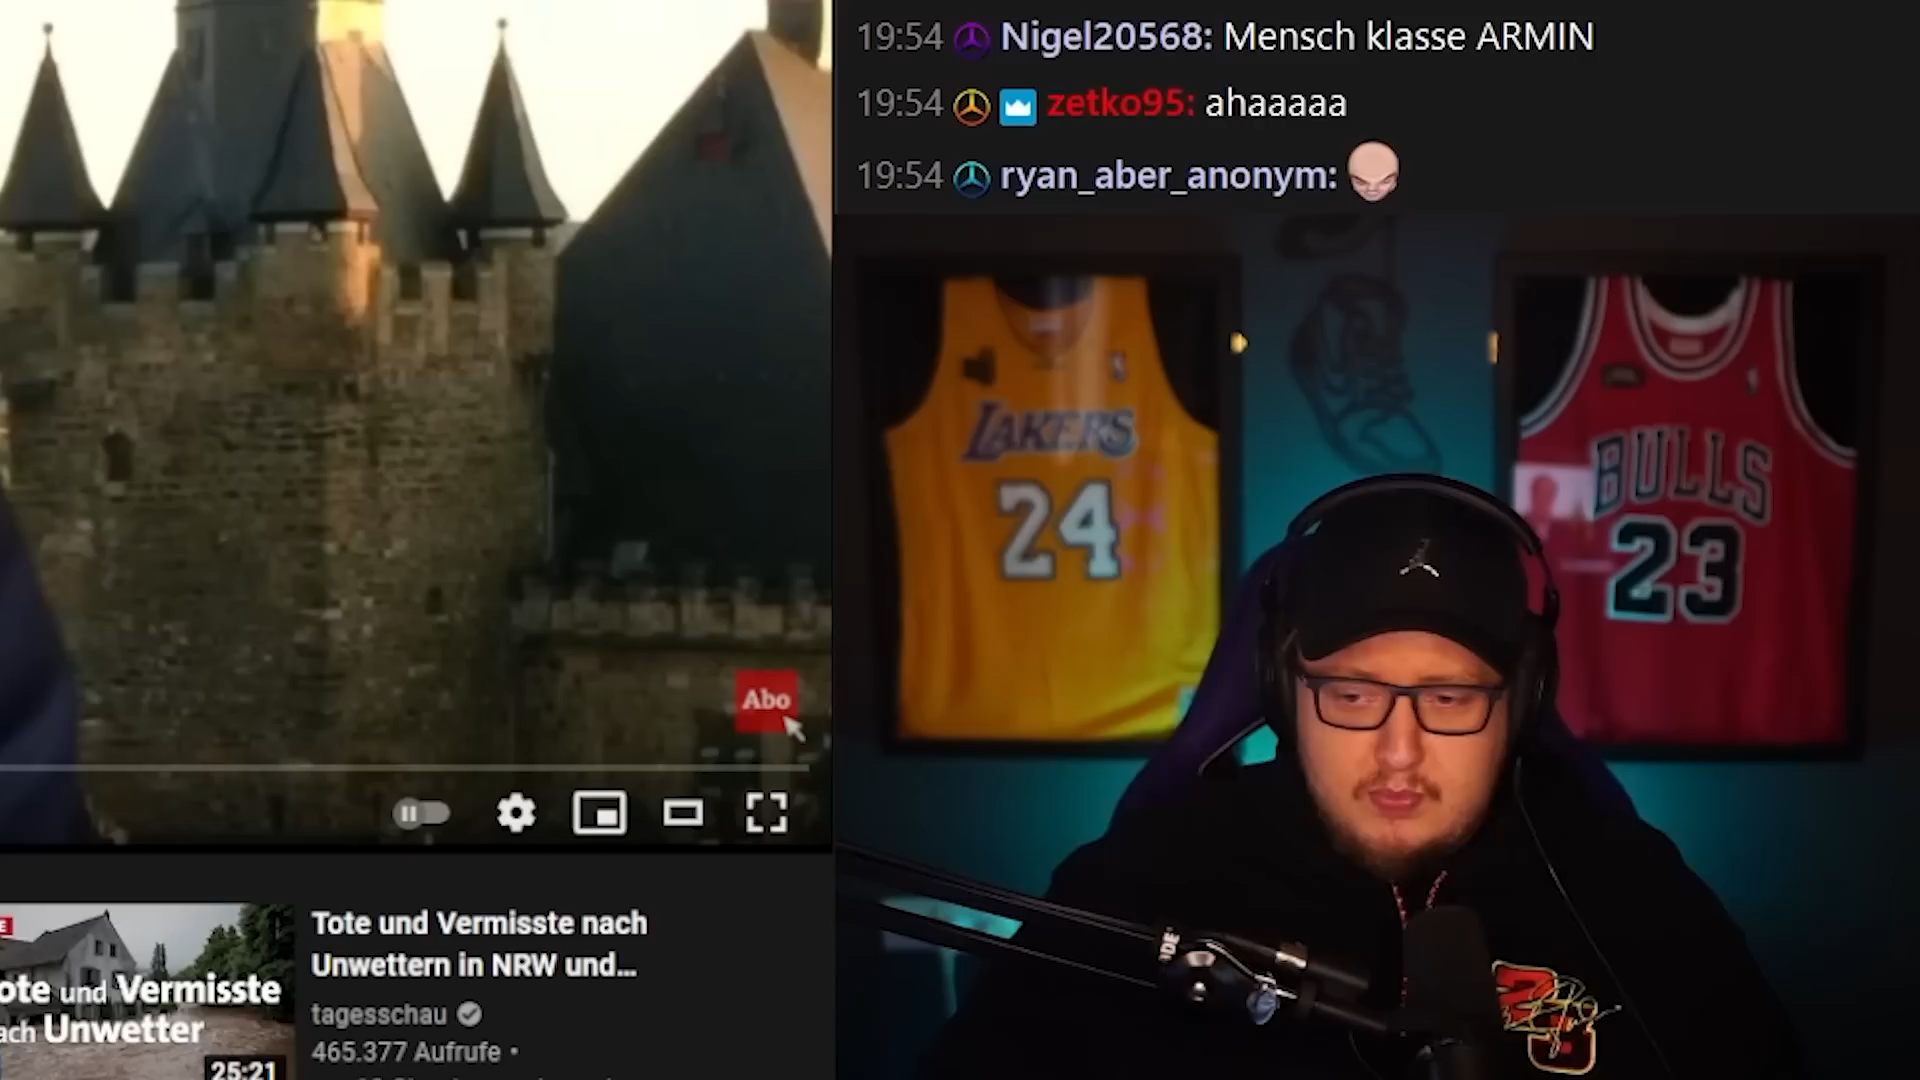 19:54 Nigel20568: Mensch klasse ARMIN
19:54 zetko95: ahaaaaa
19:54 ryan_aber_anonym:
LAKERS
24
BULLS
23
Abo
Tote und Vermisste nach
Unwettern in NRW und...
tagesschau
465.377 Aufrufe •
ote und Vermisste
ach Unwetter
25:21